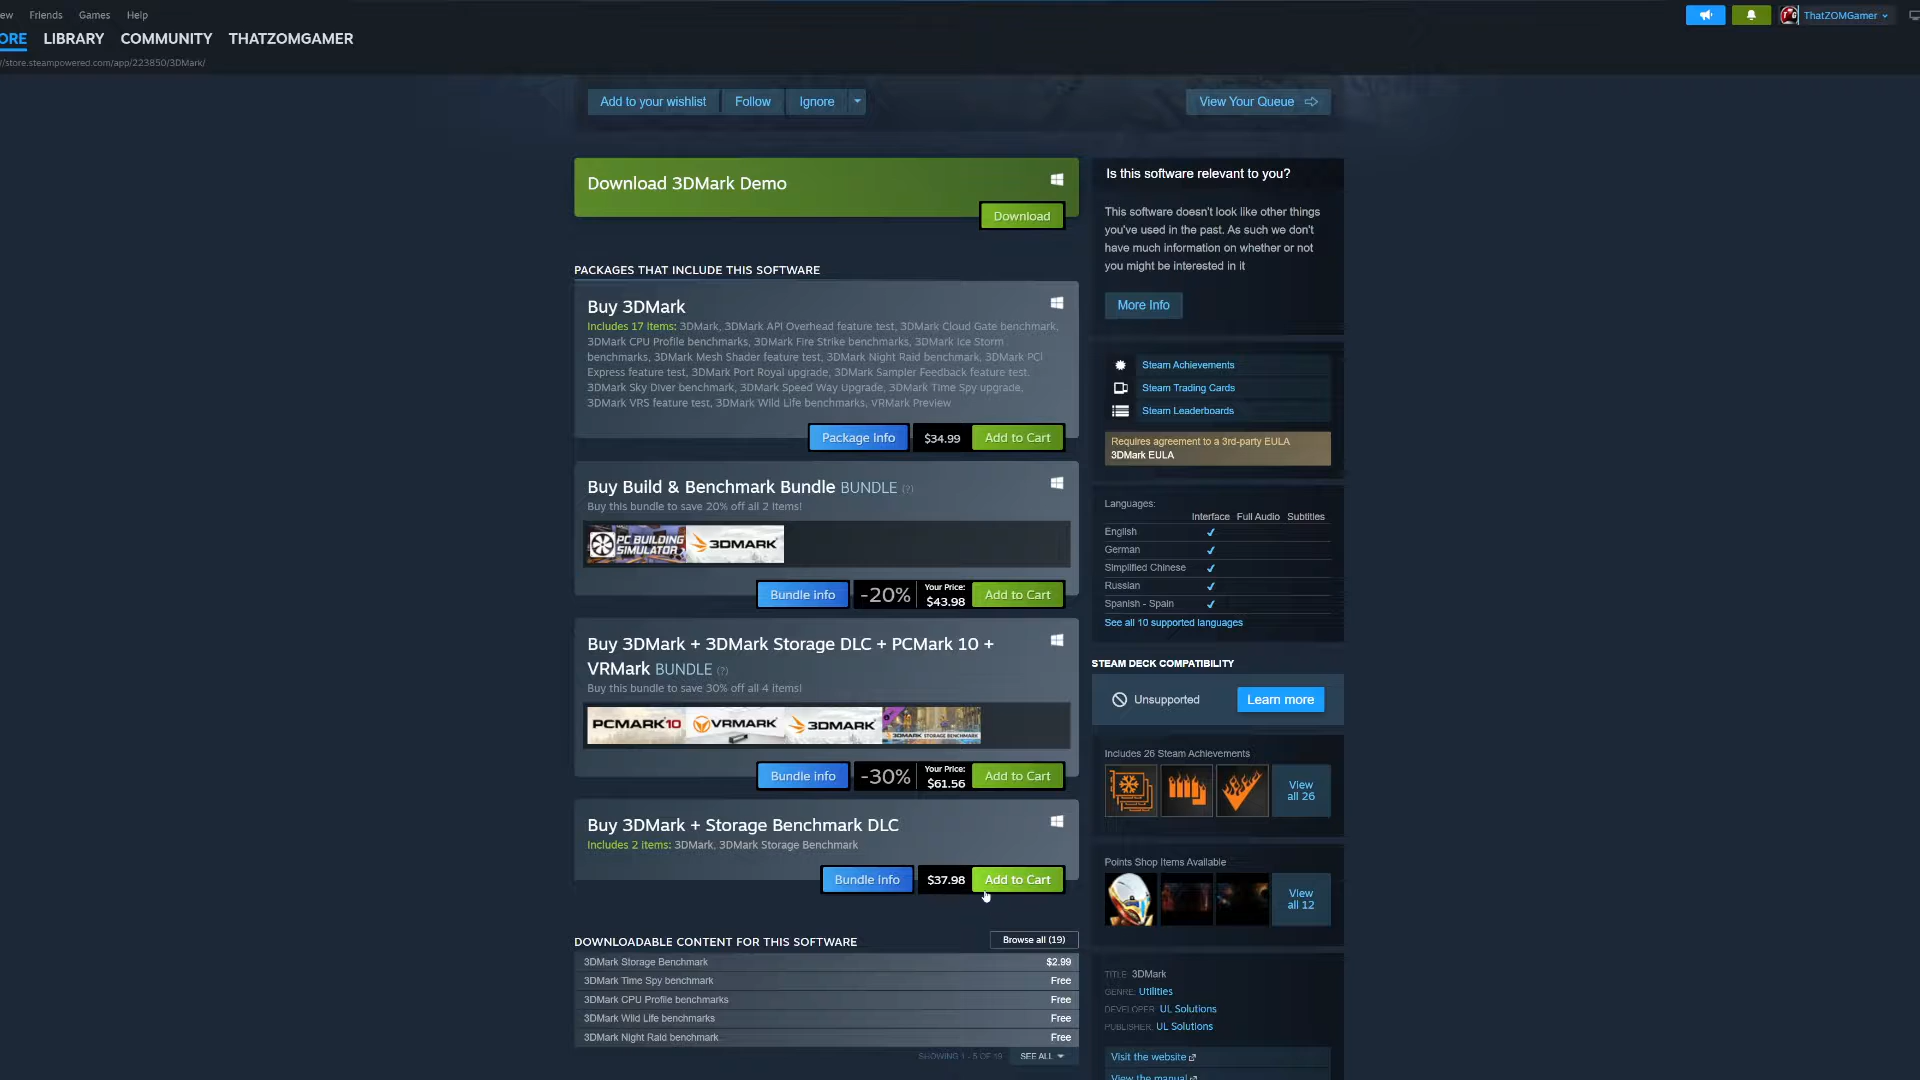 ew Friends Games Help
ThatZOMGamer
ORE LIBRARY COMMUNITY THATZOMGAMER
//store.steampowered.com/app/223850/3DMark/
Add to your wishlist Follow Ignore
View Your Queue
Download 3DMark Demo
Download
PACKAGES THAT INCLUDE THIS SOFTWARE
Buy 3DMark
Includes 17 items: 3DMark, 3DMark API Overhead feature test, 3DMark Cloud Gate benchmark,
3DMark CPU Profile benchmarks, 3DMark Fire Strike benchmarks, 3DMark Ice Storm
benchmarks, 3DMark Mesh Shader feature test, 3DMark Night Raid benchmark, 3DMark PCI
Express feature test, 3DMark Port Royal upgrade, 3DMark Sampler Feedback feature test,
3DMark Sky Diver benchmark, 3DMark Speed Way Upgrade, 3DMark Time Spy upgrade,
3DMark VRS feature test, 3DMark Wild Life benchmarks, VRMark Preview
Package info $34.99 Add to Cart
Buy Build & Benchmark Bundle BUNDLE (?)
Buy this bundle to save 20% off all 2 items!
PC BUILDING
SIMULATOR
3DMARK
Bundle info -20% Your Price:
$43.98 Add to Cart
Buy 3DMark + 3DMark Storage DLC + PCMark 10 +
VRMark BUNDLE (?)
Buy this bundle to save 30% off all 4 items!
PCMARK10 VRMARK 3DMARK
3DMARK STORAGE BENCHMARK
Bundle info -30% Your Price:
$61.56 Add to Cart
Buy 3DMark + Storage Benchmark DLC
Includes 2 items: 3DMark, 3DMark Storage Benchmark
Bundle info $37.98 Add to Cart
DOWNLOADABLE CONTENT FOR THIS SOFTWARE Browse all (19)
3DMark Storage Benchmark $2.99
3DMark Time Spy benchmark Free
3DMark CPU Profile benchmarks Free
3DMark Wild Life benchmarks Free
3DMark Night Raid benchmark Free
SHOWING 1 - 5 OF 19 SEE ALL
Is this software relevant to you?
This software doesn't look like other things
you've used in the past. As such we don't
have much information on whether or not
you might be interested in it
More Info
Steam Achievements
Steam Trading Cards
Steam Leaderboards
Requires agreement to a 3rd-party EULA
3DMark EULA
Languages:
Interface Full Audio Subtitles
English ✔
German ✔
Simplified Chinese ✔
Russian ✔
Spanish - Spain ✔
See all 10 supported languages
STEAM DECK COMPATIBILITY
Unsupported Learn more
Includes 26 Steam Achievements
View
all 26
Points Shop Items Available
View
all 12
TITLE: 3DMark
GENRE: Utilities
DEVELOPER: UL Solutions
PUBLISHER: UL Solutions
Visit the website
View the manual